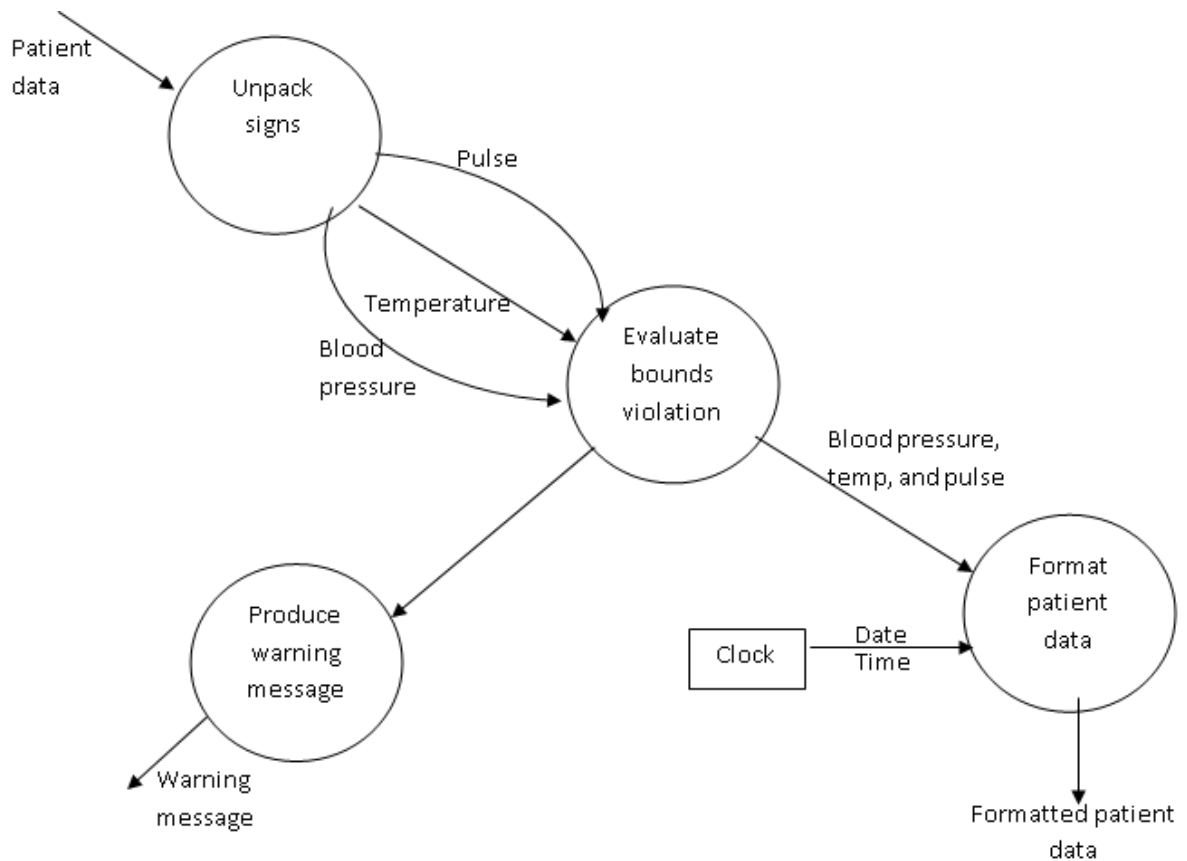 Patient
data
Unpack
signs
Pulse
Temperature
Blood
pressure
Evaluate
bounds
violation
Blood pressure,
temp, and pulse
Format
patient
data
Clock
Date
Time
Produce
warning
message
Warning
message
Formatted patient
data